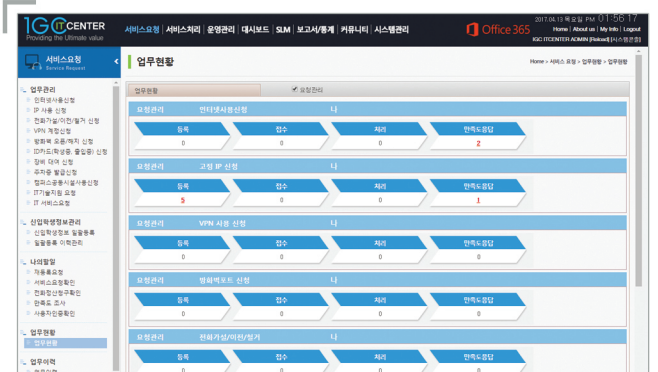 IGCITCENTER
Providing the Ultimate value
서비스요청 | 서비스처리 | 운영관리 | 대시보드 | SLM | 보고서/통계 | 커뮤니티 | 시스템관리
Office 365
2017.04.13 목요일 PM 01:56:17
Home | About us | My Info | Logout
IGC ITCENTER ADMIN [Reload] [시스템관리]
서비스요청
Service Request
업무현황
Home > 서비스 요청 > 업무현황 > 업무현황
업무관리
인터넷사용신청
IP 사용 신청
전화가설/이전/철거 신청
VPN 계정신청
방화벽 오픈/해지 신청
ID카드(학생증, 출입증) 신청
장비 대여 신청
주차증 발급신청
캠퍼스공동시설사용신청
IT기술지원 요청
IT 서비스요청
신입학생정보관리
신입학생정보 일괄등록
일괄등록 이력관리
나의할일
재등록요청
서비스요청확인
전화정산청구확인
만족도 조사
사용자인증확인
업무현황
업무현황
업무이력
업무현황
요청관리
요청관리 인터넷사용신청 나
등록 접수 처리 만족도응답
0 0 0 2
요청관리 고정 IP 신청 나
등록 접수 처리 만족도응답
5 0 0 1
요청관리 VPN 사용 신청 나
등록 접수 처리 만족도응답
0 0 0 0
요청관리 방화벽포트 신청 나
등록 접수 처리 만족도응답
0 0 0 0
요청관리 전화가설/이전/철거 나
등록 접수 처리 만족도응답
0 0 0 0